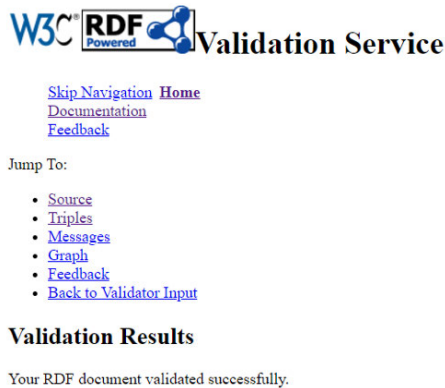 W3C® RDF Powered Validation Service
Skip Navigation Home
Documentation
Feedback
Jump To:
• Source
• Triples
• Messages
• Graph
• Feedback
• Back to Validator Input
Validation Results
Your RDF document validated successfully.